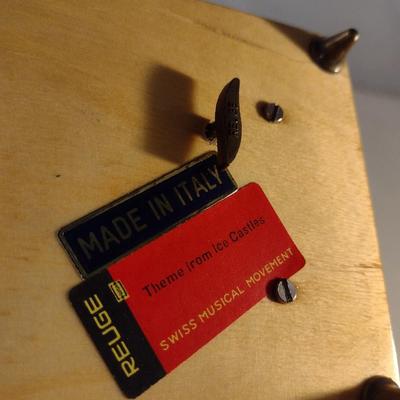 MADE IN ITALY
REUGE
Theme from Ice Castles
SWISS MUSICAL MOVEMENT